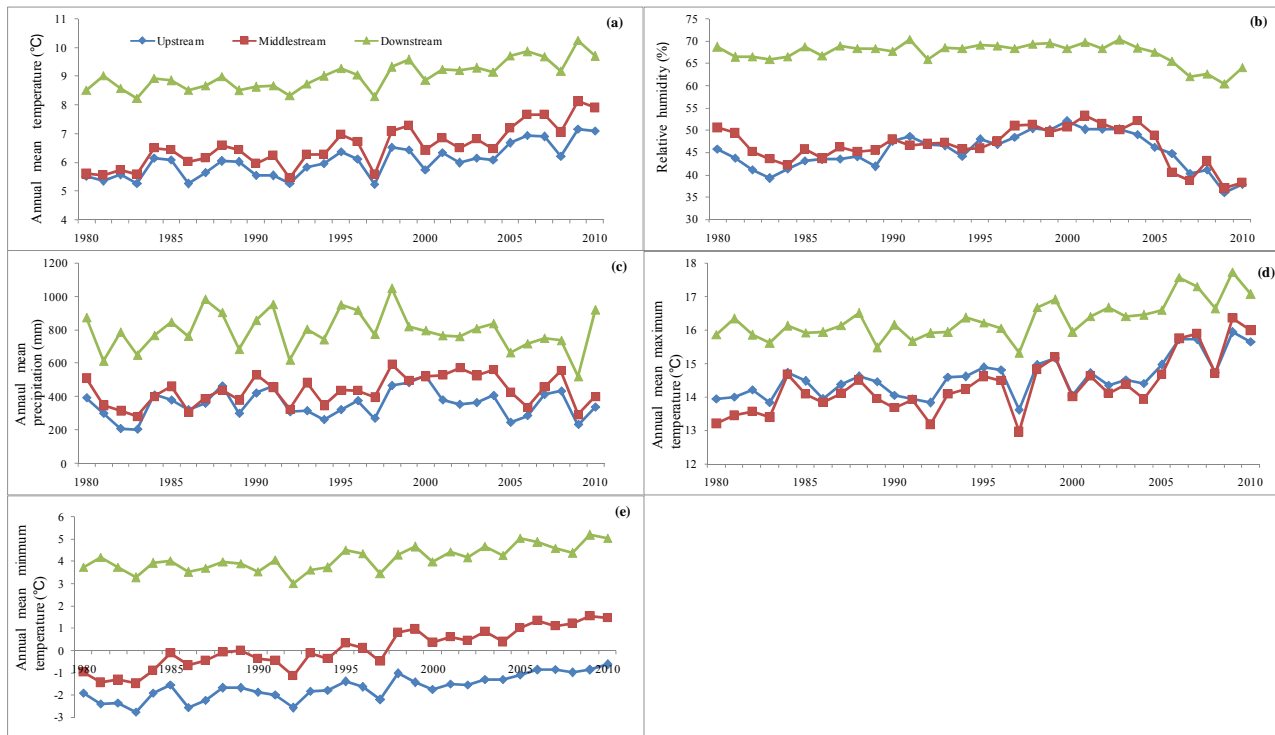 (a)
Annual mean temperature (℃)
11
10
9
8
7
6
5
4
Upstream Middlestream Downstream
1980 1985 1990 1995 2000 2005 2010
(b)
Relative humidity (%)
75
70
65
60
55
50
45
40
35
30
1980 1985 1990 1995 2000 2005 2010
(c)
Annaul mean
precipitation (mm)
1200
1000
800
600
400
200
0
1980 1985 1990 1995 2000 2005 2010
(d)
Annual mean maximum
temperature (℃)
18
17
16
15
14
13
12
1980 1985 1990 1995 2000 2005 2010
(e)
Annual mean minmum
temperature (℃)
6
5
4
3
2
1
0
-1
-2
-3
1980 1985 1990 1995 2000 2005 2010